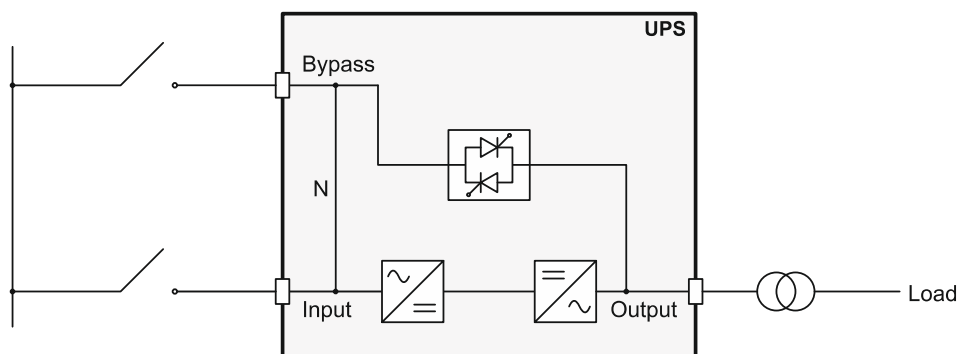 UPS
Bypass
N
Input
Output
Load